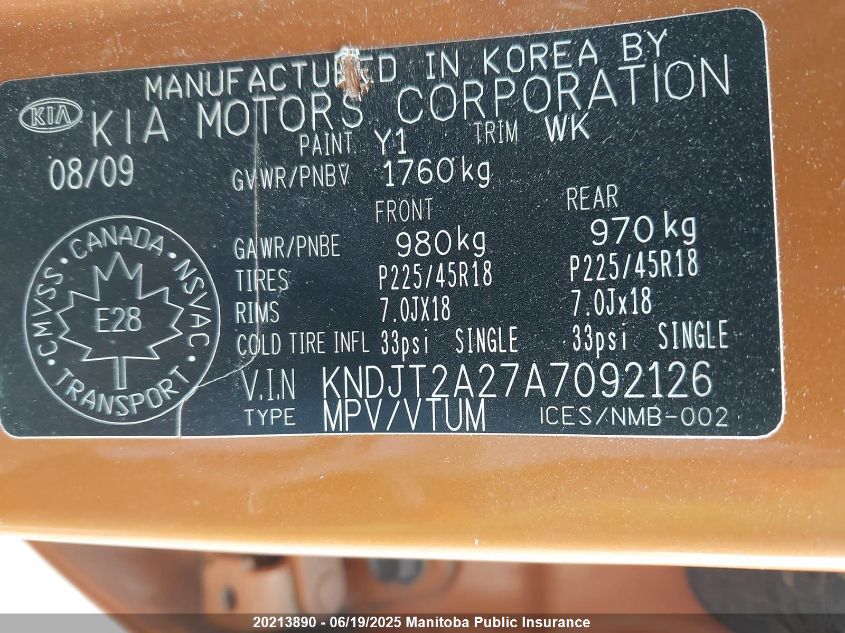 MANUFACTURED IN KOREA BY
KIA KIA MOTORS CORPORATION
PAINT Y1 TRIM WK
08/09 GVWR/PNBV 1760kg
FRONT REAR
GAWR/PNBE 980kg 970kg
TIRES P225/45R18 P225/45R18
RIMS 7.0JX18 7.0Jx18
COLD TIRE INFL 33psi SINGLE 33psi SINGLE
V.I.N KNDJT2A27A7092126
TYPE MPV/VTUM ICES/NMB-002
CANADA
CMVSS · NSVAC
E28
TRANSPORT
20213890 - 06/19/2025 Manitoba Public Insurance